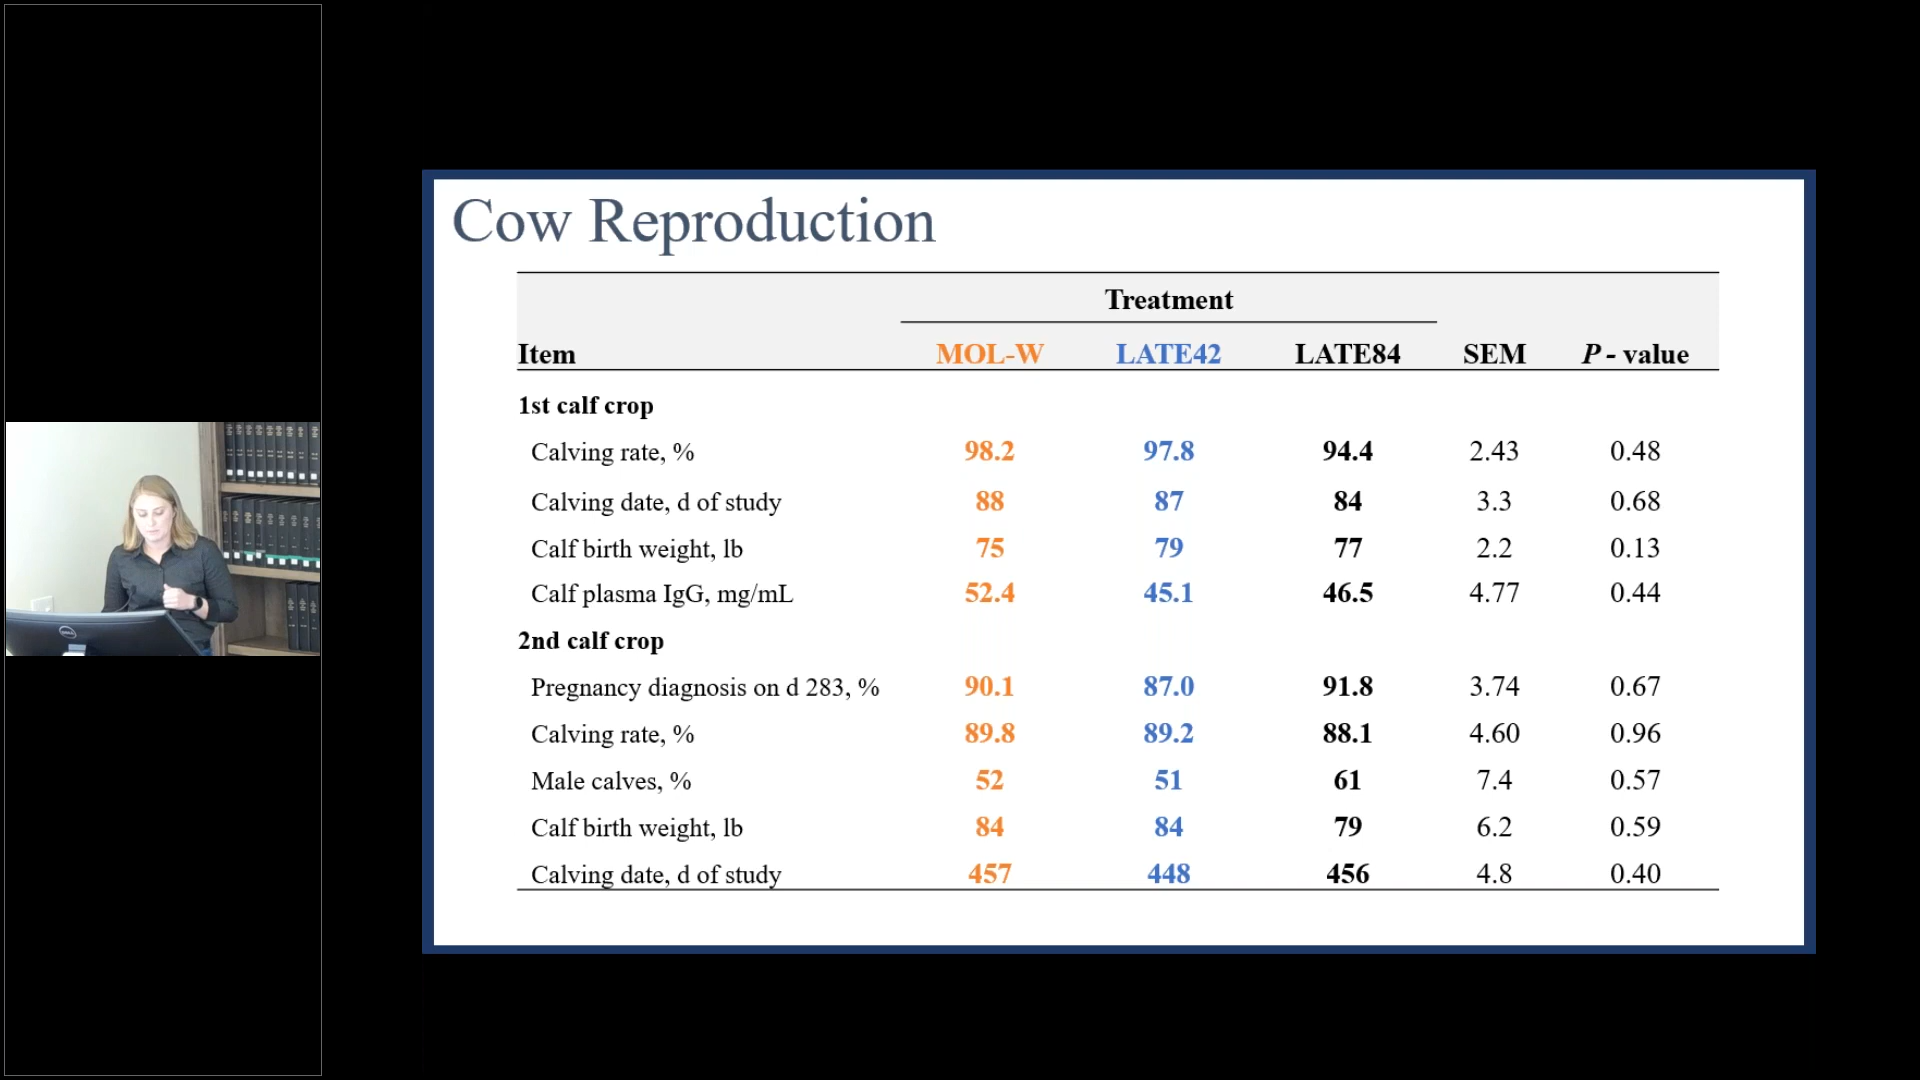 Cow Reproduction
Treatment
Item MOL-W LATE42 LATE84 SEM P - value
1st calf crop
Calving rate, % 98.2 97.8 94.4 2.43 0.48
Calving date, d of study 88 87 84 3.3 0.68
Calf birth weight, lb 75 79 77 2.2 0.13
Calf plasma IgG, mg/mL 52.4 45.1 46.5 4.77 0.44
2nd calf crop
Pregnancy diagnosis on d 283, % 90.1 87.0 91.8 3.74 0.67
Calving rate, % 89.8 89.2 88.1 4.60 0.96
Male calves, % 52 51 61 7.4 0.57
Calf birth weight, lb 84 84 79 6.2 0.59
Calving date, d of study 457 448 456 4.8 0.40